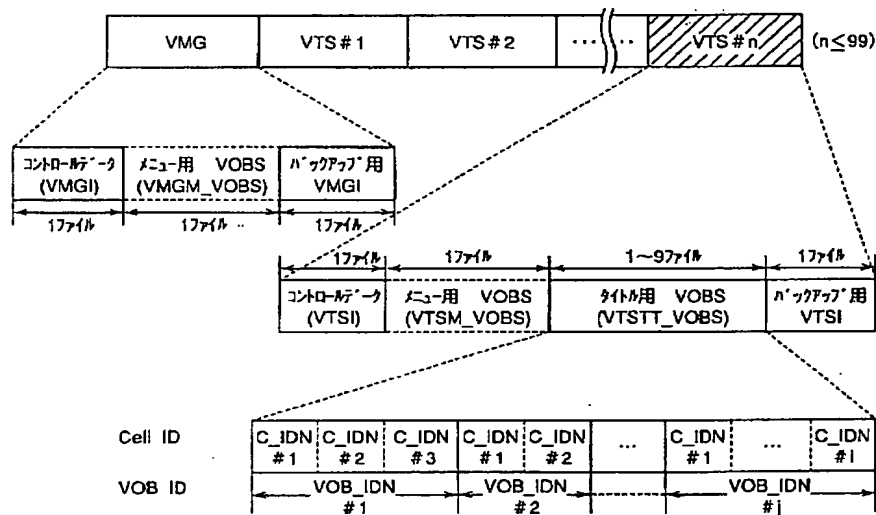 VMG VTS#1 VTS#2 ... ... VTS#n (n≤99)
コントロールデータ メニュー用 VOBS バックアップ用
(VMGI) (VMGM_VOBS) VMGI
1ファイル 1ファイル 1ファイル
1ファイル 1ファイル 1～9ファイル 1ファイル
コントロールデータ メニュー用 VOBS タイトル用 VOBS バックアップ用
(VTSI) (VTSM_VOBS) (VTSTT_VOBS) VTSI
Cell ID C_IDN C_IDN C_IDN C_IDN C_IDN ... C_IDN ... C_IDN
#1 #2 #3 #1 #2 #1 #i
VOB ID VOB_IDN VOB_IDN VOB_IDN
#1 #2 #j